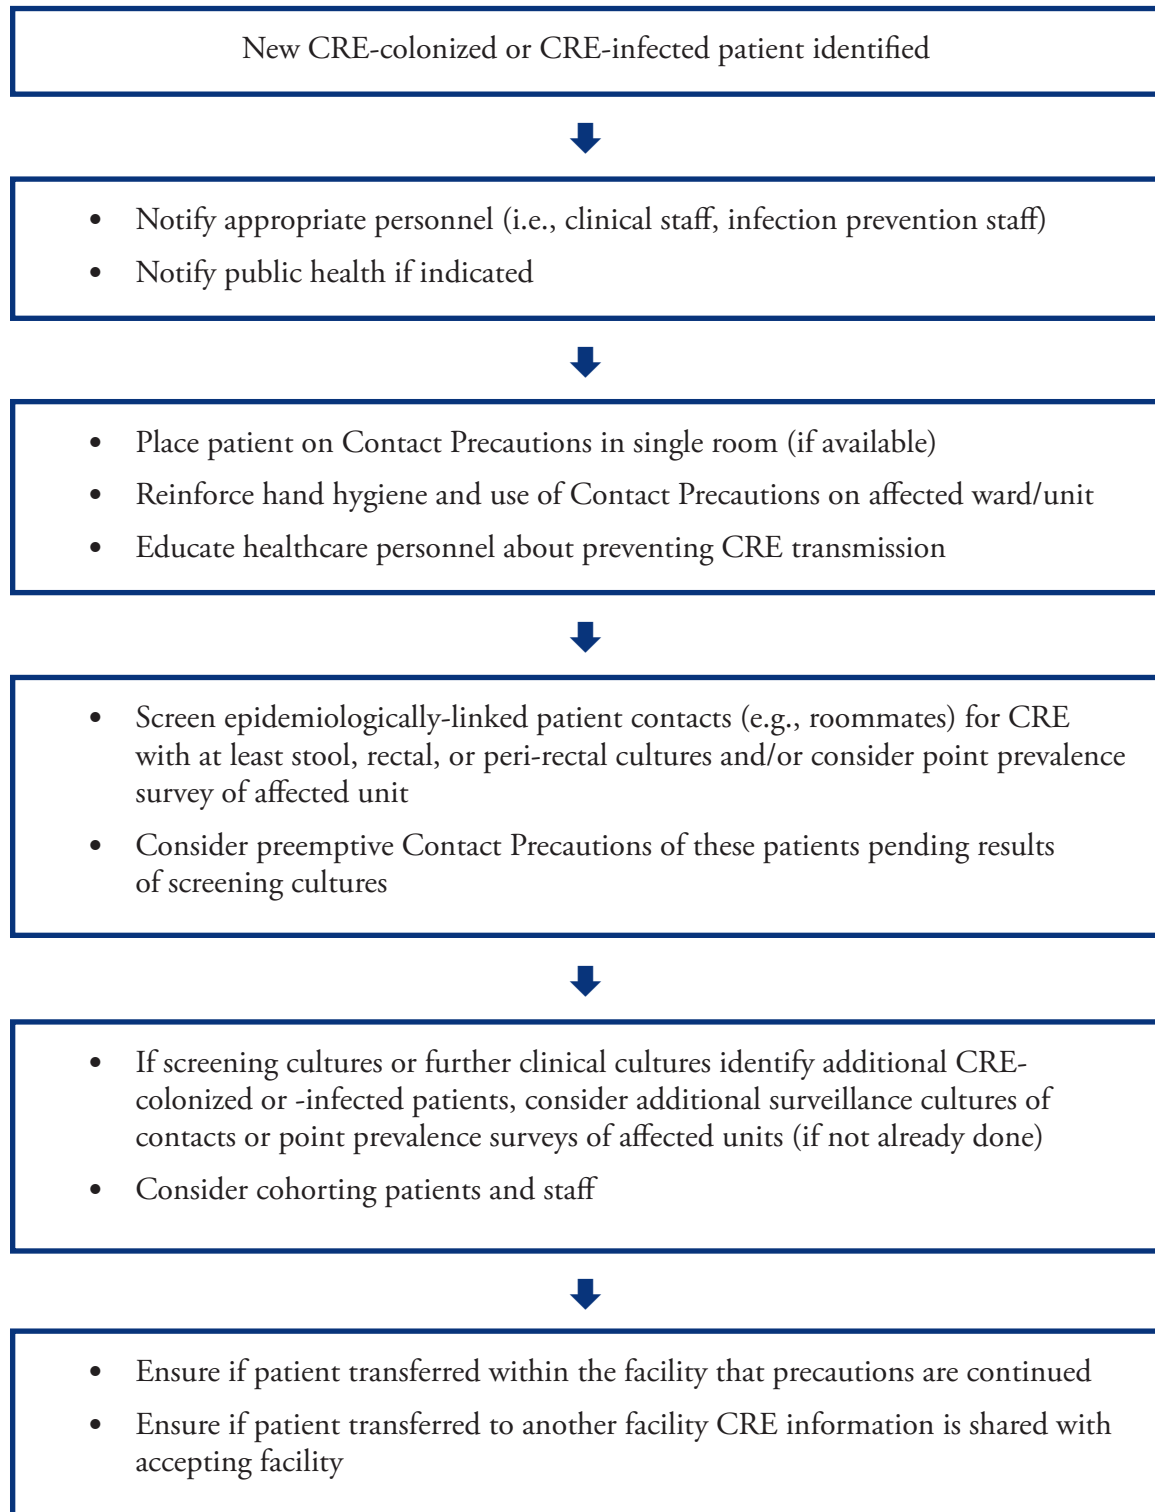 New CRE-colonized or CRE-infected patient identified
• Notify appropriate personnel (i.e., clinical staff, infection prevention staff)
• Notify public health if indicated
• Place patient on Contact Precautions in single room (if available)
• Reinforce hand hygiene and use of Contact Precautions on affected ward/unit
• Educate healthcare personnel about preventing CRE transmission
• Screen epidemiologically-linked patient contacts (e.g., roommates) for CRE
with at least stool, rectal, or peri-rectal cultures and/or consider point prevalence
survey of affected unit
• Consider preemptive Contact Precautions of these patients pending results
of screening cultures
• If screening cultures or further clinical cultures identify additional CRE-
colonized or -infected patients, consider additional surveillance cultures of
contacts or point prevalence surveys of affected units (if not already done)
• Consider cohorting patients and staff
• Ensure if patient transferred within the facility that precautions are continued
• Ensure if patient transferred to another facility CRE information is shared with
accepting facility